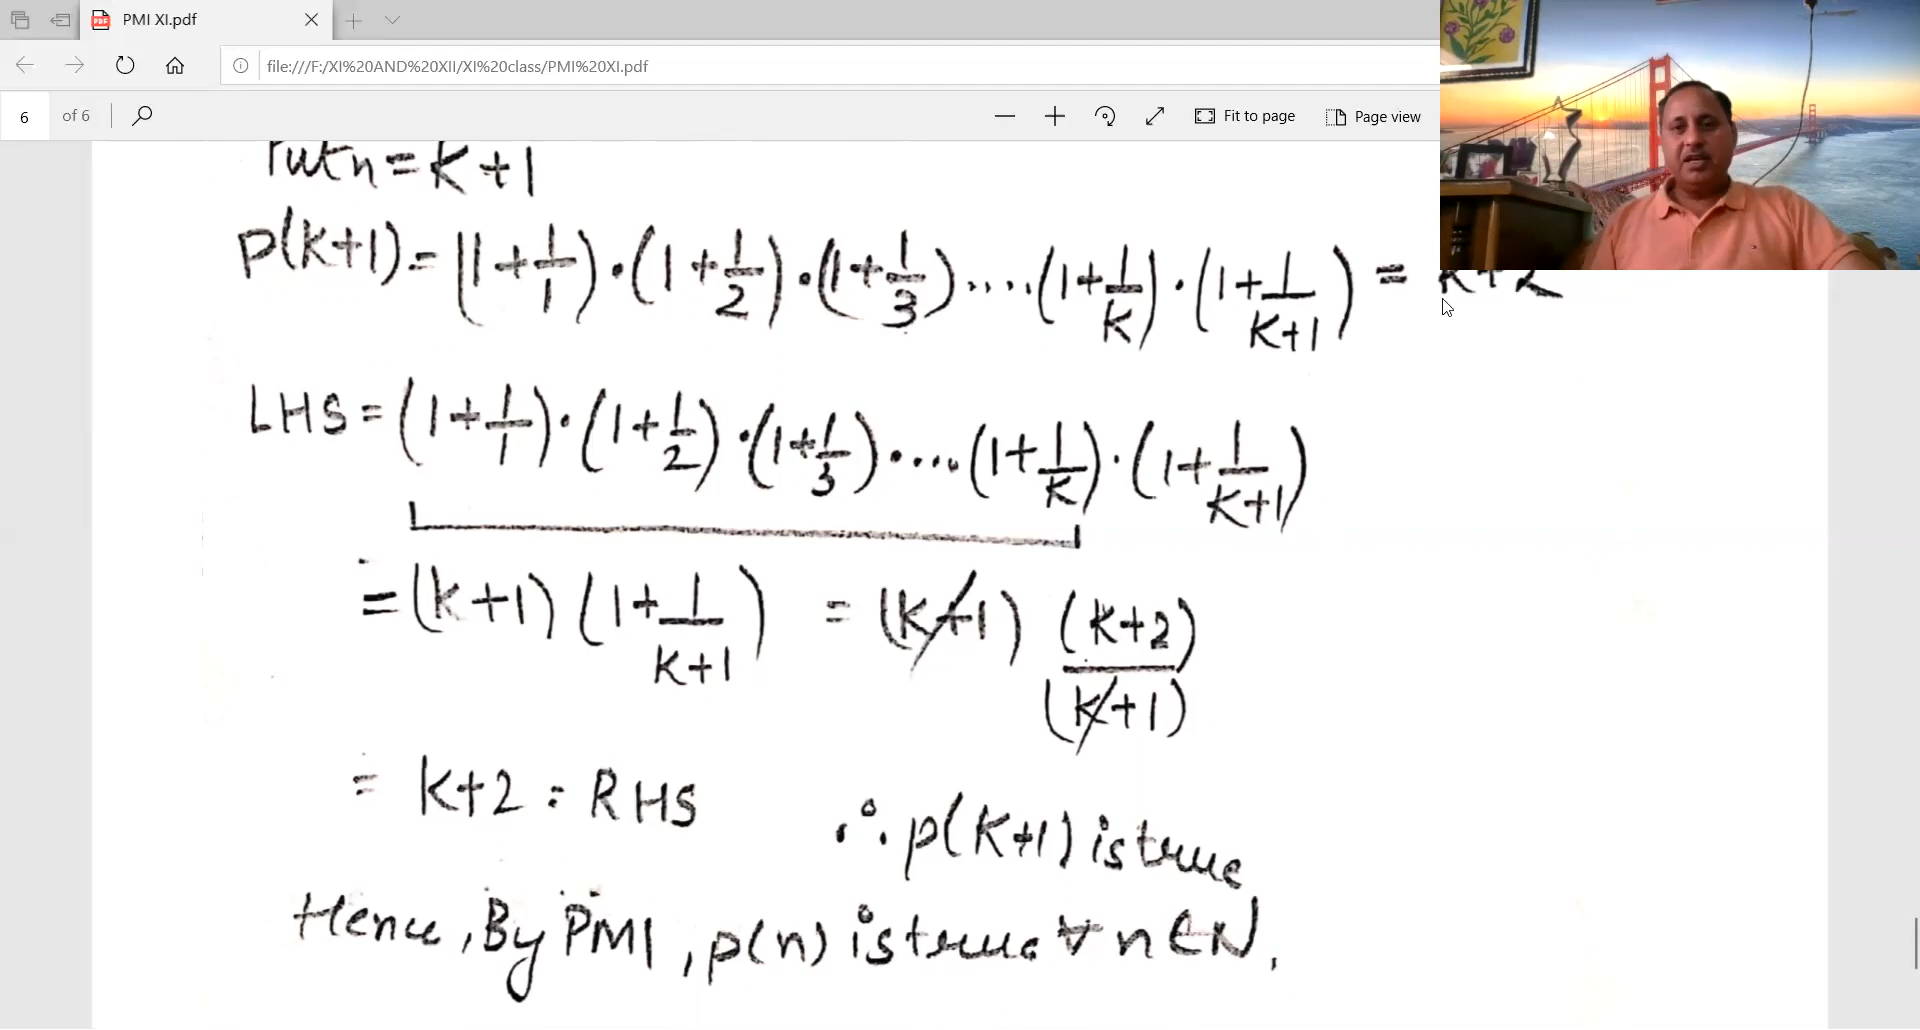 PMI XI.pdf
file:///F:/XI%20AND%20XII/XI%20class/PMI%20XI.pdf
6 of 6 Fit to page Page view
Put n = K+1
P(k+1) = (1+1/1)·(1+1/2)·(1+1/3)....(1+1/K)·(1+1/K+1) = K+2
LHS = (1+1/1)·(1+1/2)·(1+1/3)....(1+1/K)·(1+1/K+1)
= (k+1)(1+1/K+1) = (k+1) (k+2)/(k+1)
= k+2 = RHS ∴ p(K+1) is true
Hence, By PMI, p(n) is true ∀ n ∈ N.